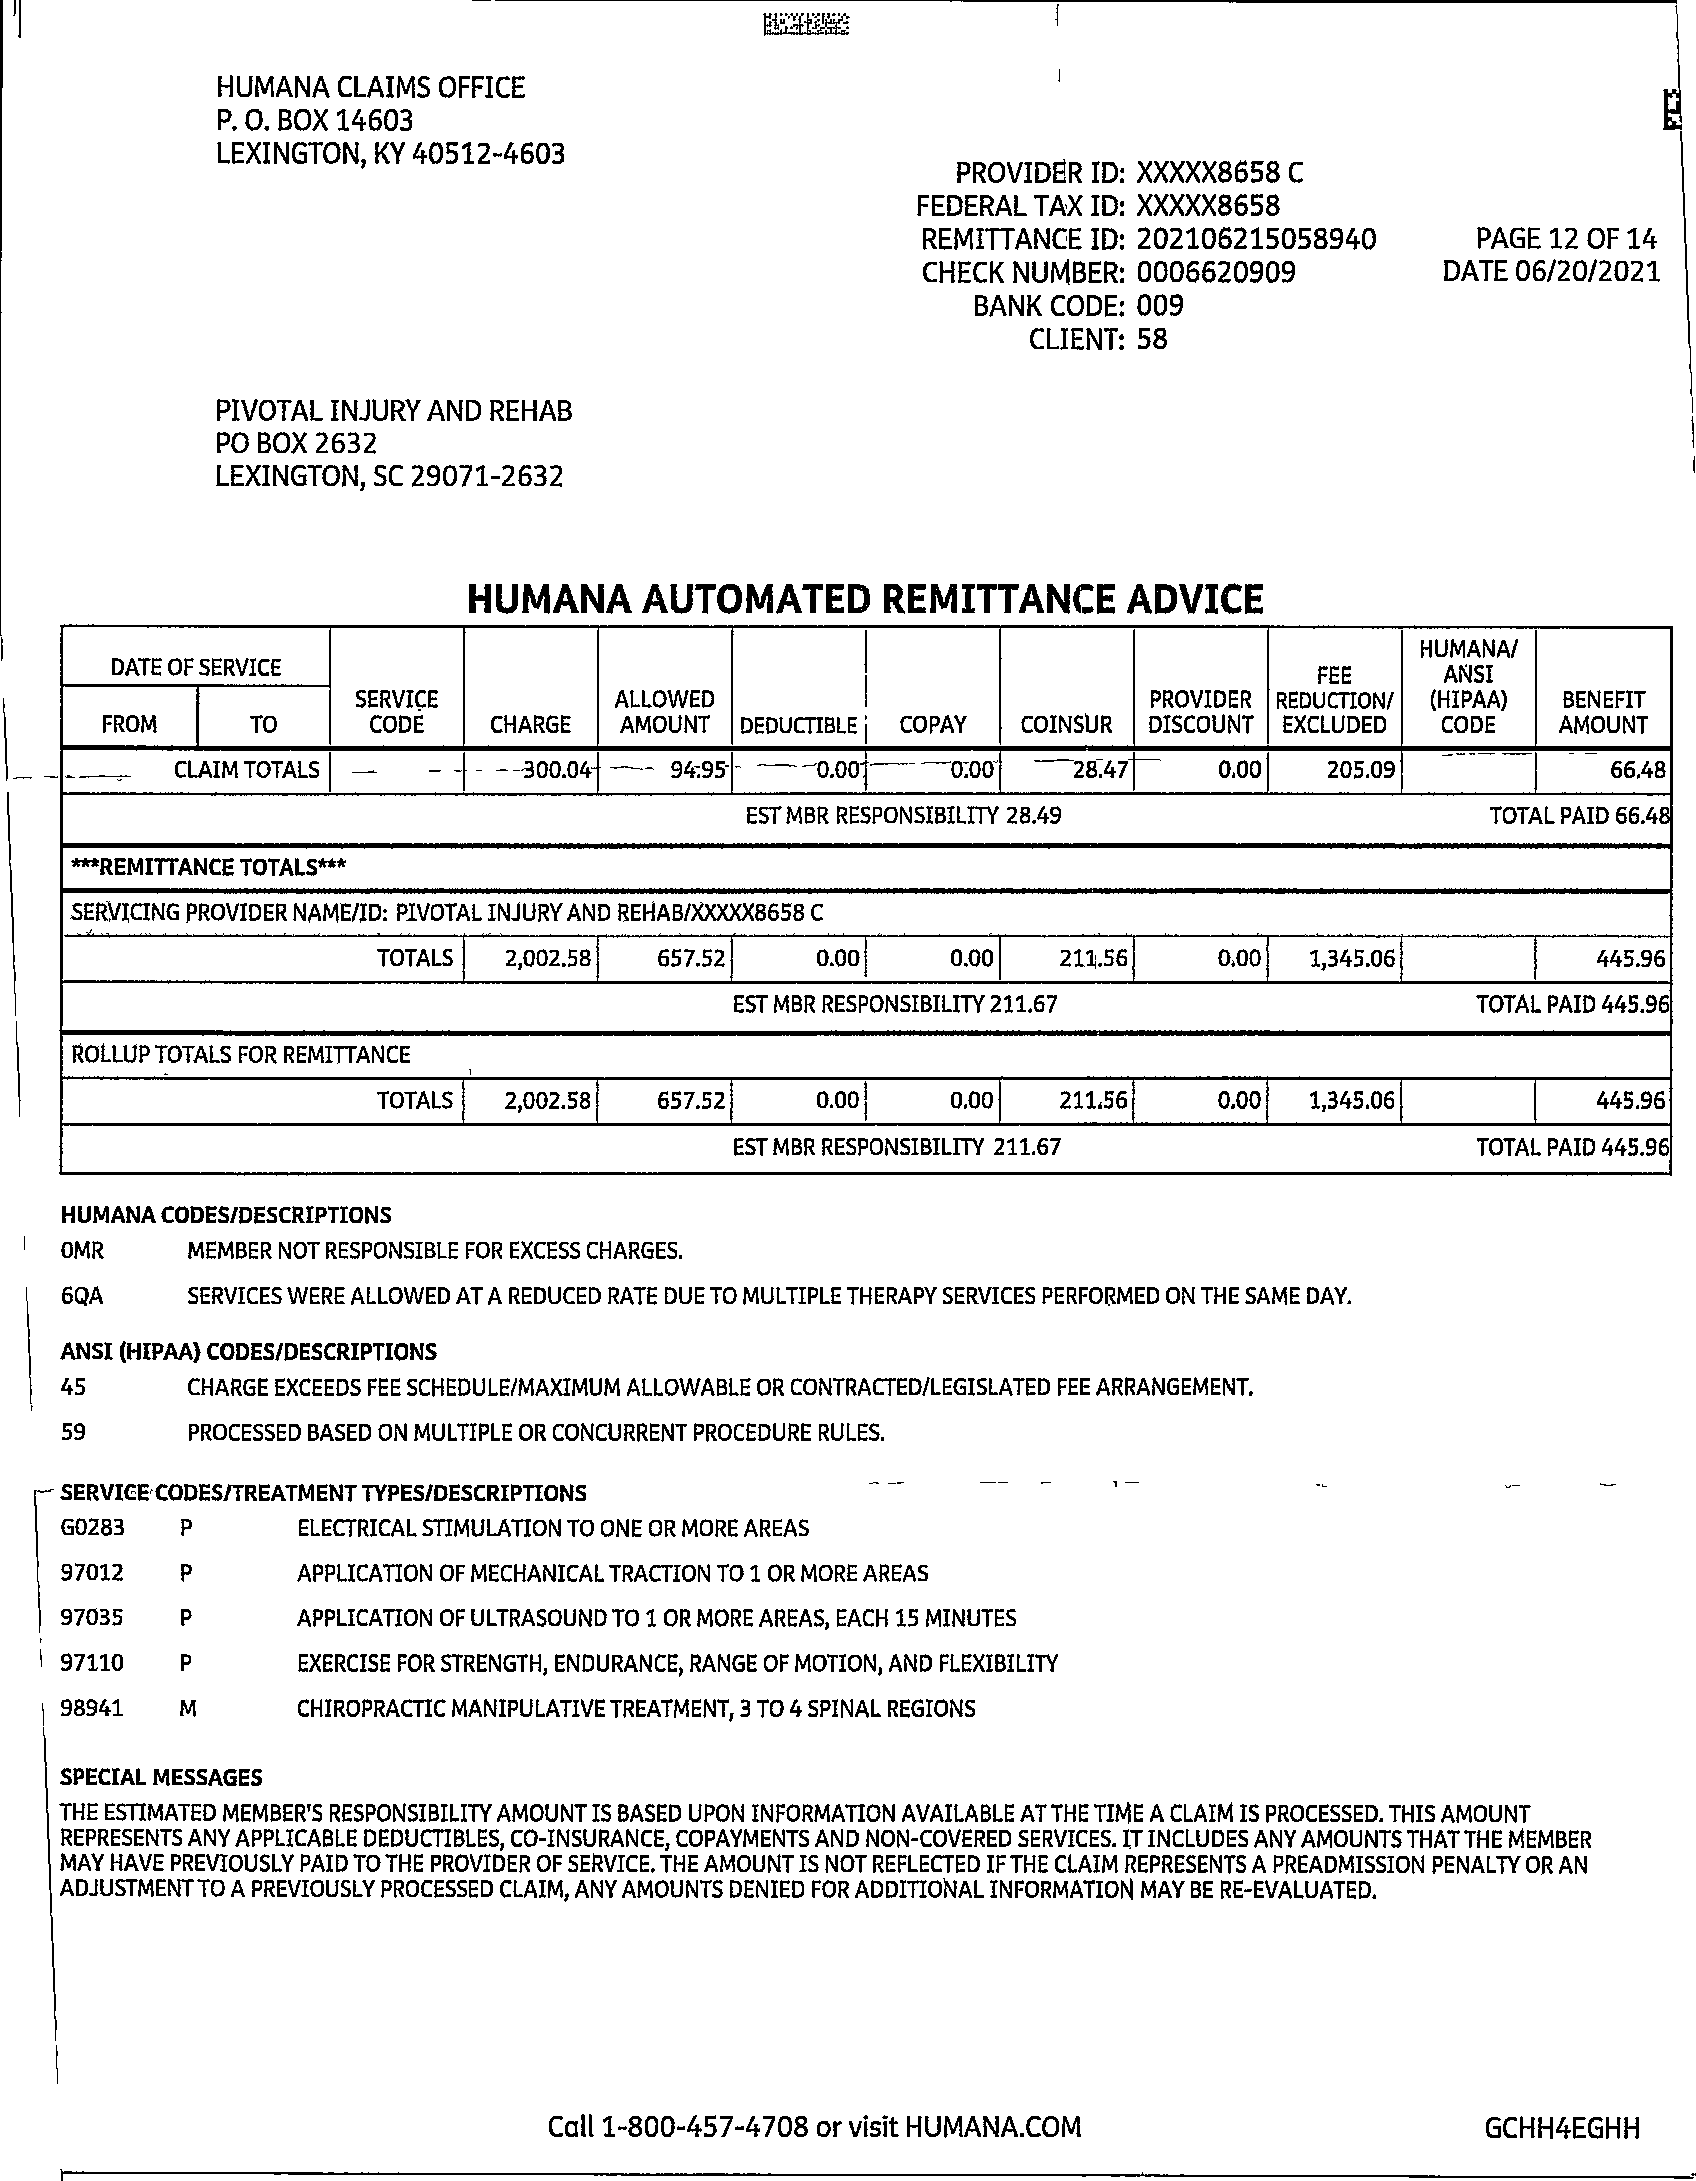 HUMANA CLAIMS OFFICE
P. O. BOX 14603
LEXINGTON, KY 40512-4603
PROVIDER ID: XXXXX8658 C
FEDERAL TAX ID: XXXXX8658
REMITTANCE ID: 202106215058940 PAGE 12 OF 14
CHECK NUMBER: 0006620909 DATE 06/20/2021
BANK CODE: 009
CLIENT: 58
PIVOTAL INJURY AND REHAB
PO BOX 2632
LEXINGTON, SC 29071-2632
HUMANA AUTOMATED REMITTANCE ADVICE
DATE OF SERVICE FROM TO SERVICE CODE CHARGE ALLOWED AMOUNT DEDUCTIBLE COPAY COINSUR PROVIDER DISCOUNT FEE REDUCTION/ EXCLUDED HUMANA/ ANSI (HIPAA) CODE BENEFIT AMOUNT
CLAIM TOTALS 300.04 94.95 0.00 0.00 28.47 0.00 205.09 66.48
EST MBR RESPONSIBILITY 28.49 TOTAL PAID 66.48
***REMITTANCE TOTALS***
SERVICING PROVIDER NAME/ID: PIVOTAL INJURY AND REHAB/XXXXX8658 C
TOTALS 2,002.58 657.52 0.00 0.00 211.56 0.00 1,345.06 445.96
EST MBR RESPONSIBILITY 211.67 TOTAL PAID 445.96
ROLLUP TOTALS FOR REMITTANCE
TOTALS 2,002.58 657.52 0.00 0.00 211.56 0.00 1,345.06 445.96
EST MBR RESPONSIBILITY 211.67 TOTAL PAID 445.96
HUMANA CODES/DESCRIPTIONS
0MR MEMBER NOT RESPONSIBLE FOR EXCESS CHARGES.
6QA SERVICES WERE ALLOWED AT A REDUCED RATE DUE TO MULTIPLE THERAPY SERVICES PERFORMED ON THE SAME DAY.
ANSI (HIPAA) CODES/DESCRIPTIONS
45 CHARGE EXCEEDS FEE SCHEDULE/MAXIMUM ALLOWABLE OR CONTRACTED/LEGISLATED FEE ARRANGEMENT.
59 PROCESSED BASED ON MULTIPLE OR CONCURRENT PROCEDURE RULES.
SERVICE CODES/TREATMENT TYPES/DESCRIPTIONS
G0283 P ELECTRICAL STIMULATION TO ONE OR MORE AREAS
97012 P APPLICATION OF MECHANICAL TRACTION TO 1 OR MORE AREAS
97035 P APPLICATION OF ULTRASOUND TO 1 OR MORE AREAS, EACH 15 MINUTES
97110 P EXERCISE FOR STRENGTH, ENDURANCE, RANGE OF MOTION, AND FLEXIBILITY
98941 M CHIROPRACTIC MANIPULATIVE TREATMENT, 3 TO 4 SPINAL REGIONS
SPECIAL MESSAGES
THE ESTIMATED MEMBER'S RESPONSIBILITY AMOUNT IS BASED UPON INFORMATION AVAILABLE AT THE TIME A CLAIM IS PROCESSED. THIS AMOUNT
REPRESENTS ANY APPLICABLE DEDUCTIBLES, CO-INSURANCE, COPAYMENTS AND NON-COVERED SERVICES. IT INCLUDES ANY AMOUNTS THAT THE MEMBER
MAY HAVE PREVIOUSLY PAID TO THE PROVIDER OF SERVICE. THE AMOUNT IS NOT REFLECTED IF THE CLAIM REPRESENTS A PREADMISSION PENALTY OR AN
ADJUSTMENT TO A PREVIOUSLY PROCESSED CLAIM, ANY AMOUNTS DENIED FOR ADDITIONAL INFORMATION MAY BE RE-EVALUATED.
Call 1-800-457-4708 or visit HUMANA.COM GCHH4EGHH